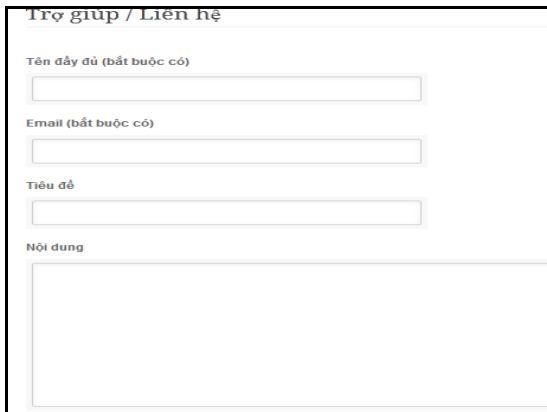 Trợ giúp / Liên hệ
Tên đầy đủ (bắt buộc có)
Email (bắt buộc có)
Tiêu đề
Nội dung